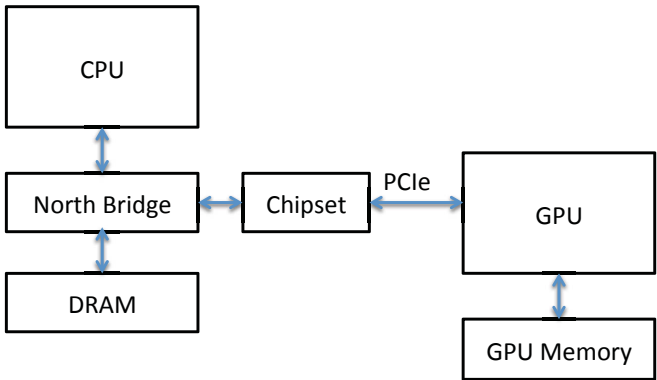 CPU
North Bridge
Chipset
PCIe
GPU
DRAM
GPU Memory